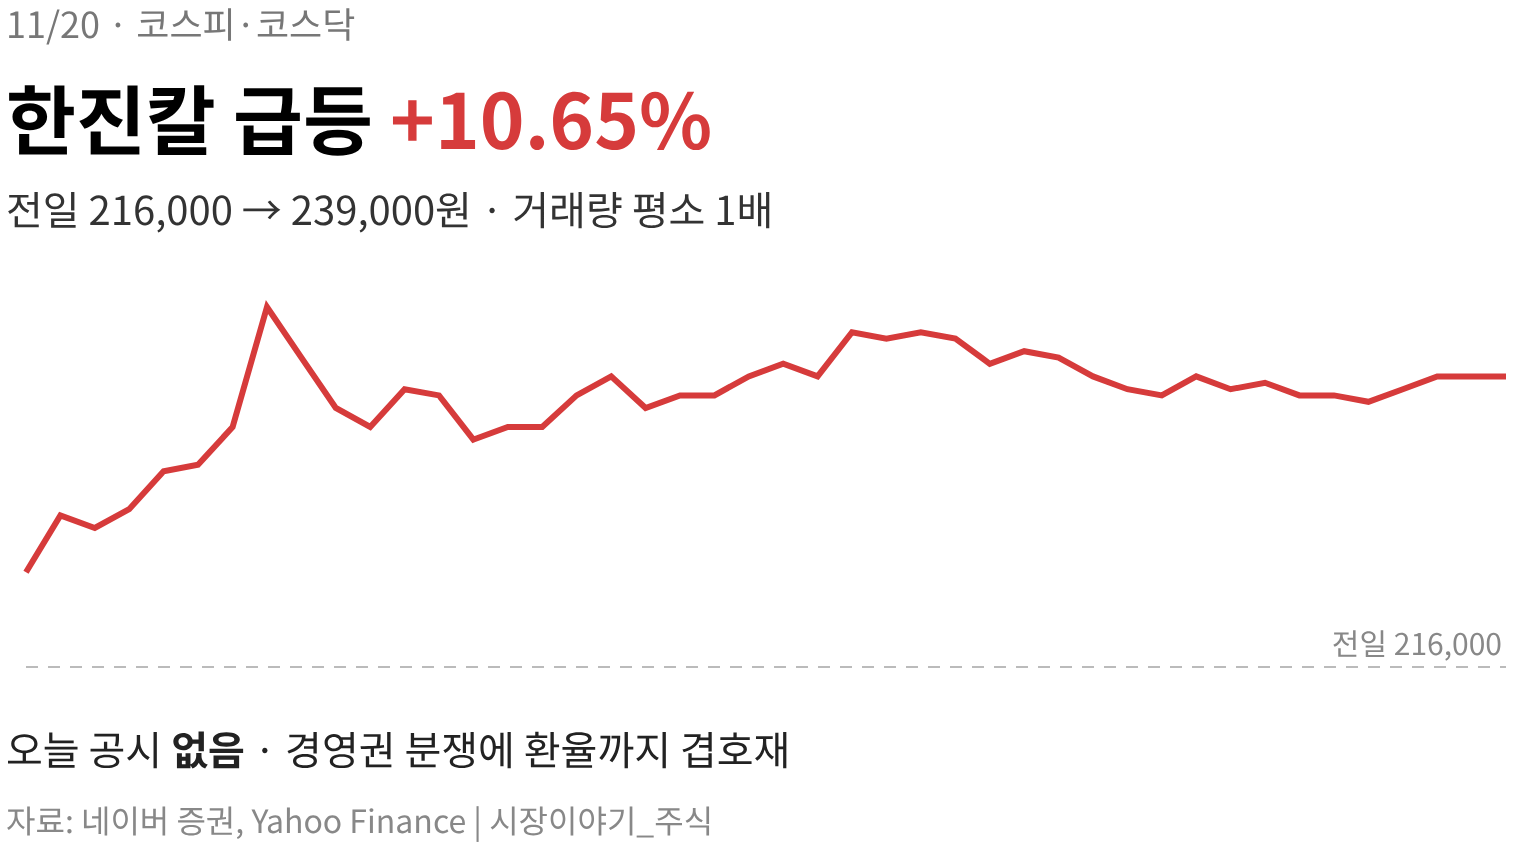 11/20 · 코스피·코스닥
한진칼 급등 +10.65%
전일 216,000 → 239,000원 · 거래량 평소 1배
전일 216,000
오늘 공시 없음 · 경영권 분쟁에 환율까지 겹호재
자료: 네이버 증권, Yahoo Finance | 시장이야기_주식